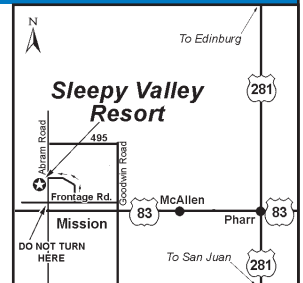 N
To Edinburg
281
Sleepy Valley
Resort
Abram Road
495
Goodwin Road
Frontage Rd.
McAllen
83
83
Mission
Pharr
DO NOT TURN
HERE
To San Juan
281